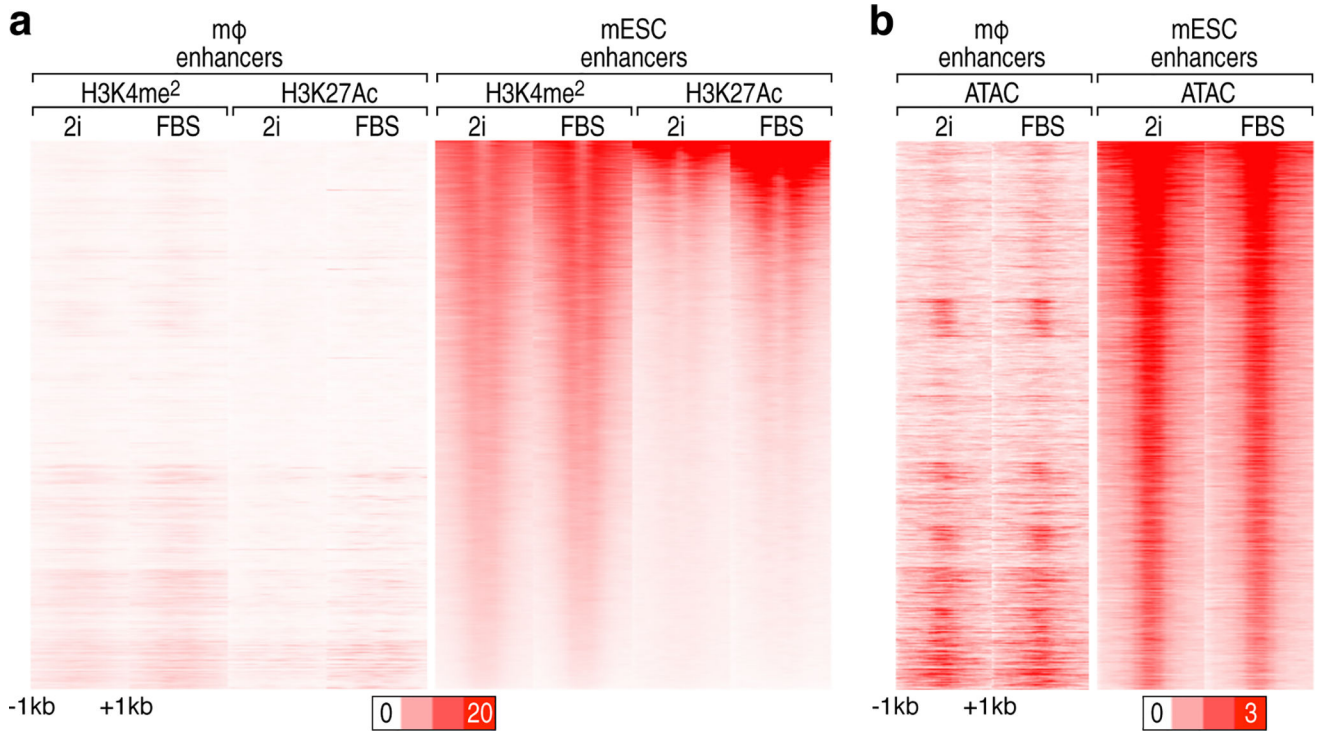 a
mϕ
enhancers
mESC
enhancers
H3K4me2 H3K27Ac H3K4me2 H3K27Ac
2i FBS 2i FBS 2i FBS 2i FBS
-1kb +1kb
0 20
b
mϕ
enhancers
mESC
enhancers
ATAC ATAC
2i FBS 2i FBS
-1kb +1kb
0 3